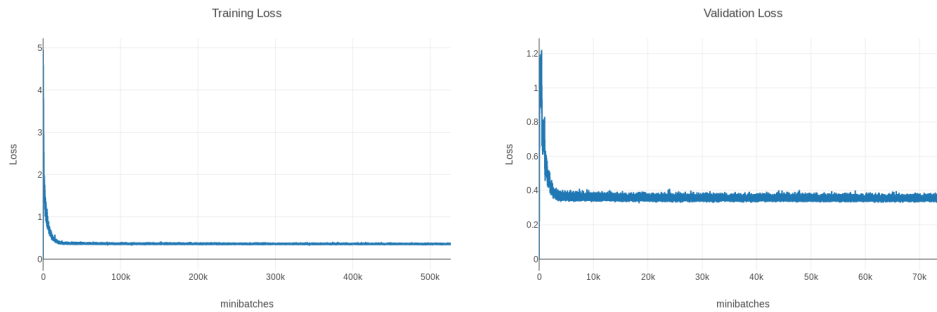 Training Loss
5
4
3
2
1
0
Loss
0
100k
200k
300k
400k
500k
minibatches
Validation Loss
1.2
1
0.8
0.6
0.4
0.2
0
Loss
0
10k
20k
30k
40k
50k
60k
70k
minibatches